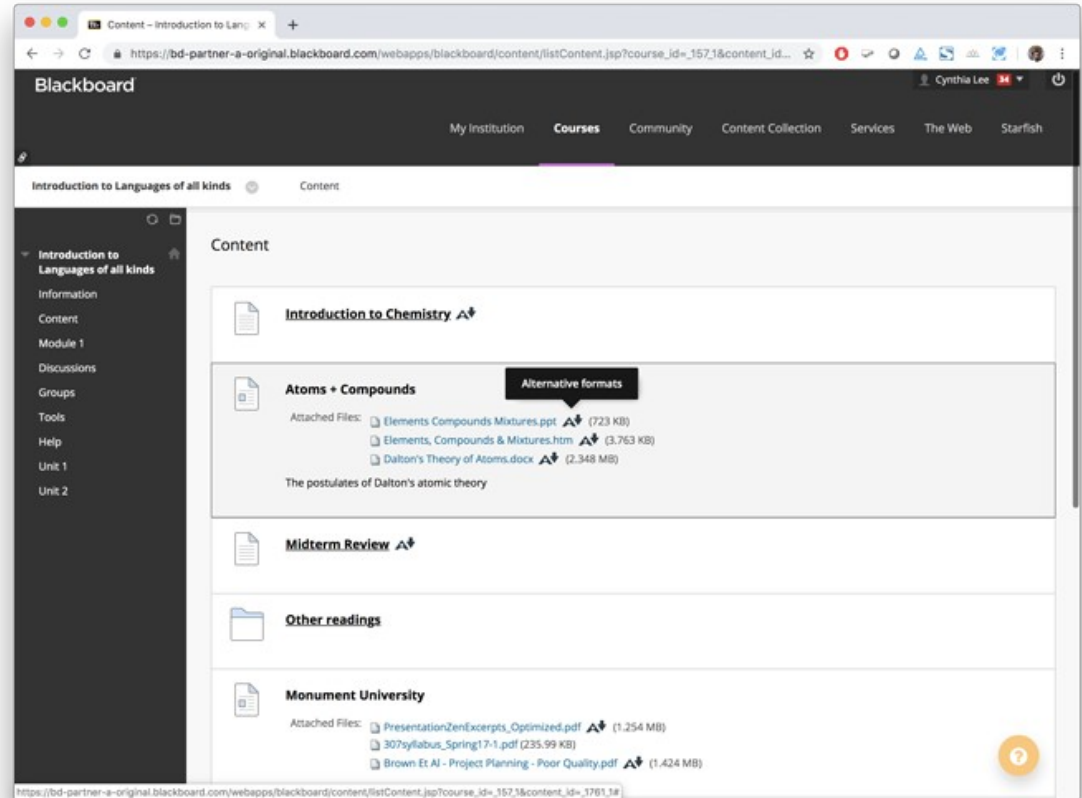 Content – Introduction to Lang
https://bd-partner-a-original.blackboard.com/webapps/blackboard/content/listContent.jsp?course_id=_157_1&content_id...
Blackboard
Cynthia Lee 34
My Institution Courses Community Content Collection Services The Web Starfish
Introduction to Languages of all kinds Content
Introduction to Languages of all kinds
Information
Content
Module 1
Discussions
Groups
Tools
Help
Unit 1
Unit 2
Content
Introduction to Chemistry
Atoms + Compounds
Alternative formats
Attached Files: Elements Compounds Mixtures.ppt (723 KB)
Elements, Compounds & Mixtures.htm (3.763 KB)
Dalton's Theory of Atoms.docx (2.348 MB)
The postulates of Dalton's atomic theory
Midterm Review
Other readings
Monument University
Attached Files: PresentationZenExcerpts_Optimized.pdf (1.254 MB)
307syllabus_Spring17-1.pdf (235.99 KB)
Brown Et Al - Project Planning - Poor Quality.pdf (1.424 MB)
https://bd-partner-a-original.blackboard.com/webapps/blackboard/content/listContent.jsp?course_id=_157_1&content_id=_1761_1#